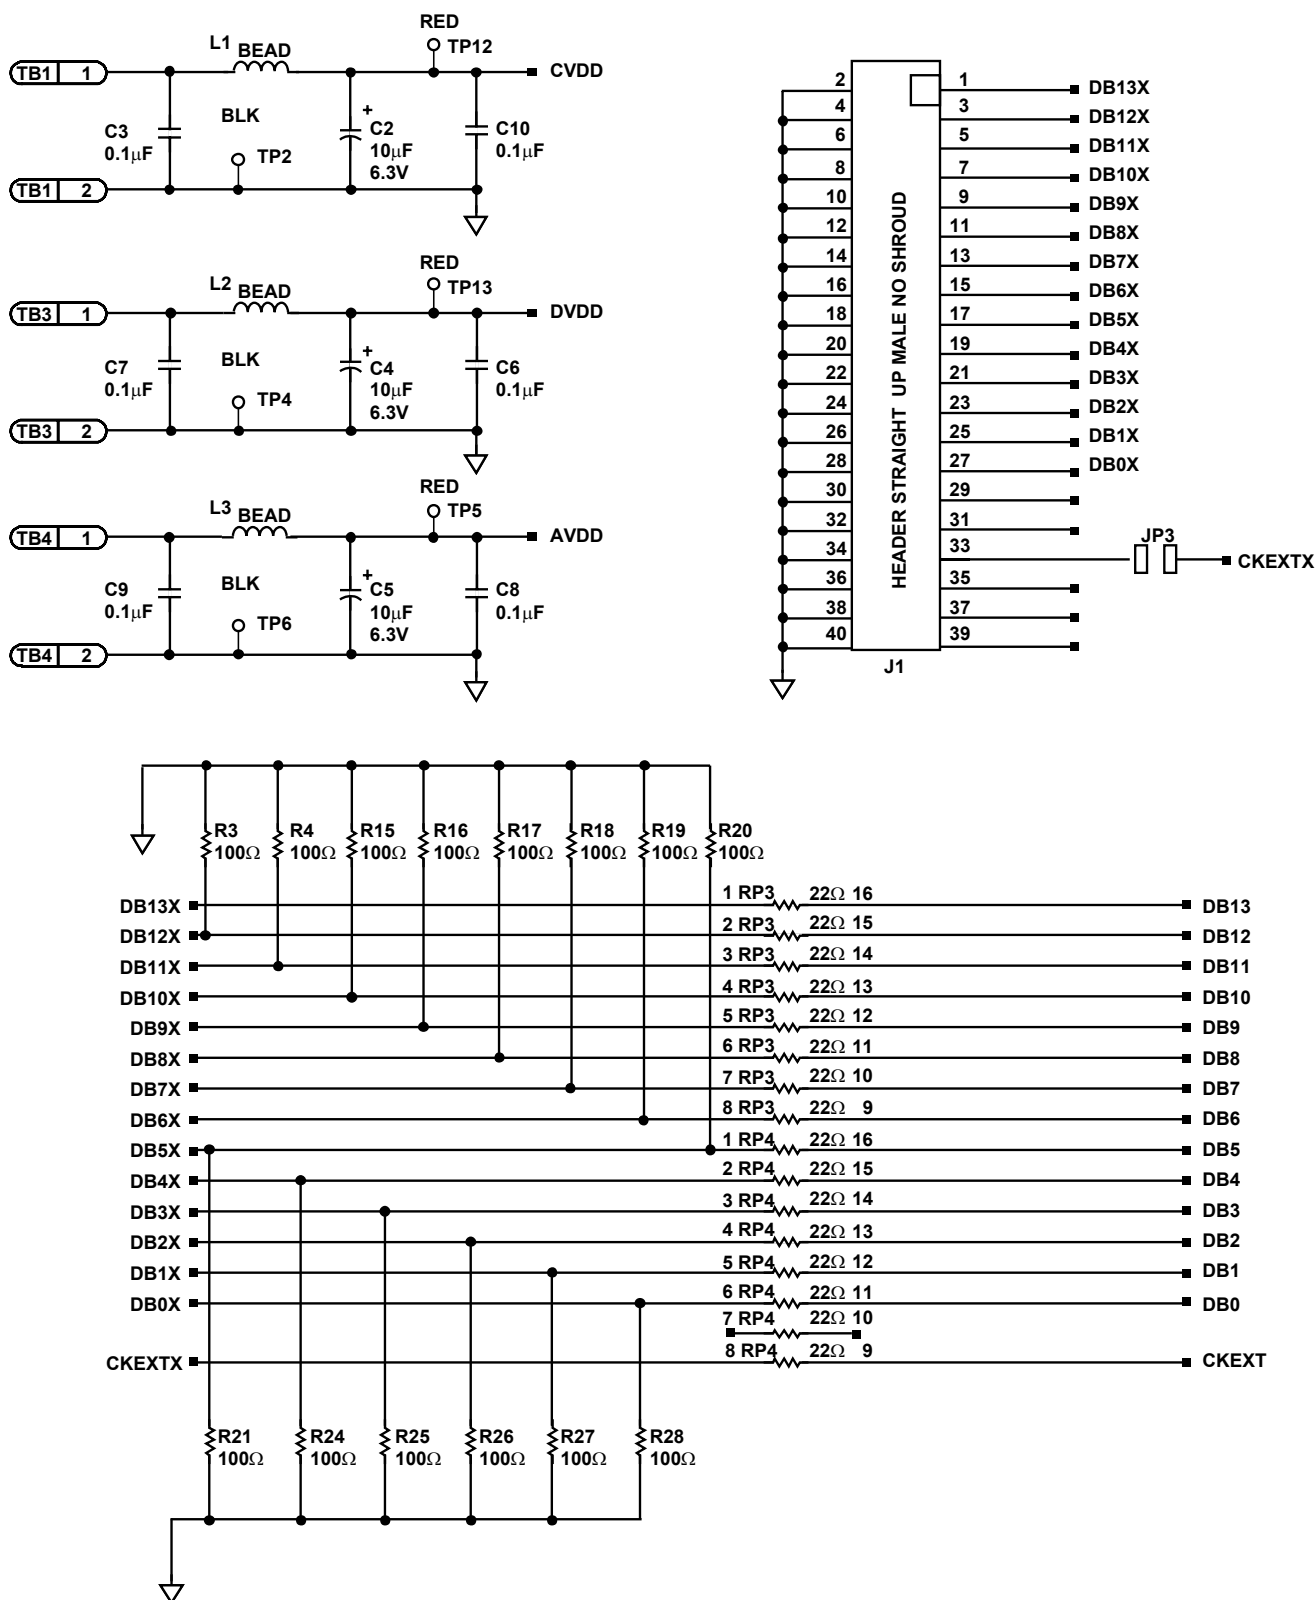 RED
L1 BEAD TP12
TB1 1 CVDD
BLK
C3
0.1µF
TP2
+
C2
10µF
6.3V
C10
0.1µF
TB1 2
RED
L2 BEAD TP13
TB3 1 DVDD
BLK
C7
0.1µF
TP4
+
C4
10µF
6.3V
C6
0.1µF
TB3 2
RED
L3 BEAD TP5
TB4 1 AVDD
BLK
C9
0.1µF
TP6
+
C5
10µF
6.3V
C8
0.1µF
TB4 2
2 1 DB13X
4 3 DB12X
6 5 DB11X
8 7 DB10X
10 9 DB9X
12 11 DB8X
14 13 DB7X
16 15 DB6X
18 17 DB5X
20 19 DB4X
22 21 DB3X
24 23 DB2X
26 25 DB1X
28 27 DB0X
30 29
32 31
34 33 JP3 CKEXTX
36 35
38 37
40 39
HEADER STRAIGHT UP MALE NO SHROUD
J1
R3 R4 R15 R16 R17 R18 R19 R20
100Ω 100Ω 100Ω 100Ω 100Ω 100Ω 100Ω 100Ω
DB13X 1 RP3 22Ω 16 DB13
DB12X 2 RP3 22Ω 15 DB12
DB11X 3 RP3 22Ω 14 DB11
DB10X 4 RP3 22Ω 13 DB10
DB9X 5 RP3 22Ω 12 DB9
DB8X 6 RP3 22Ω 11 DB8
DB7X 7 RP3 22Ω 10 DB7
DB6X 8 RP3 22Ω 9 DB6
DB5X 1 RP4 22Ω 16 DB5
DB4X 2 RP4 22Ω 15 DB4
DB3X 3 RP4 22Ω 14 DB3
DB2X 4 RP4 22Ω 13 DB2
DB1X 5 RP4 22Ω 12 DB1
DB0X 6 RP4 22Ω 11 DB0
7 RP4 22Ω 10
CKEXTX 8 RP4 22Ω 9 CKEXT
R21 R24 R25 R26 R27 R28
100Ω 100Ω 100Ω 100Ω 100Ω 100Ω